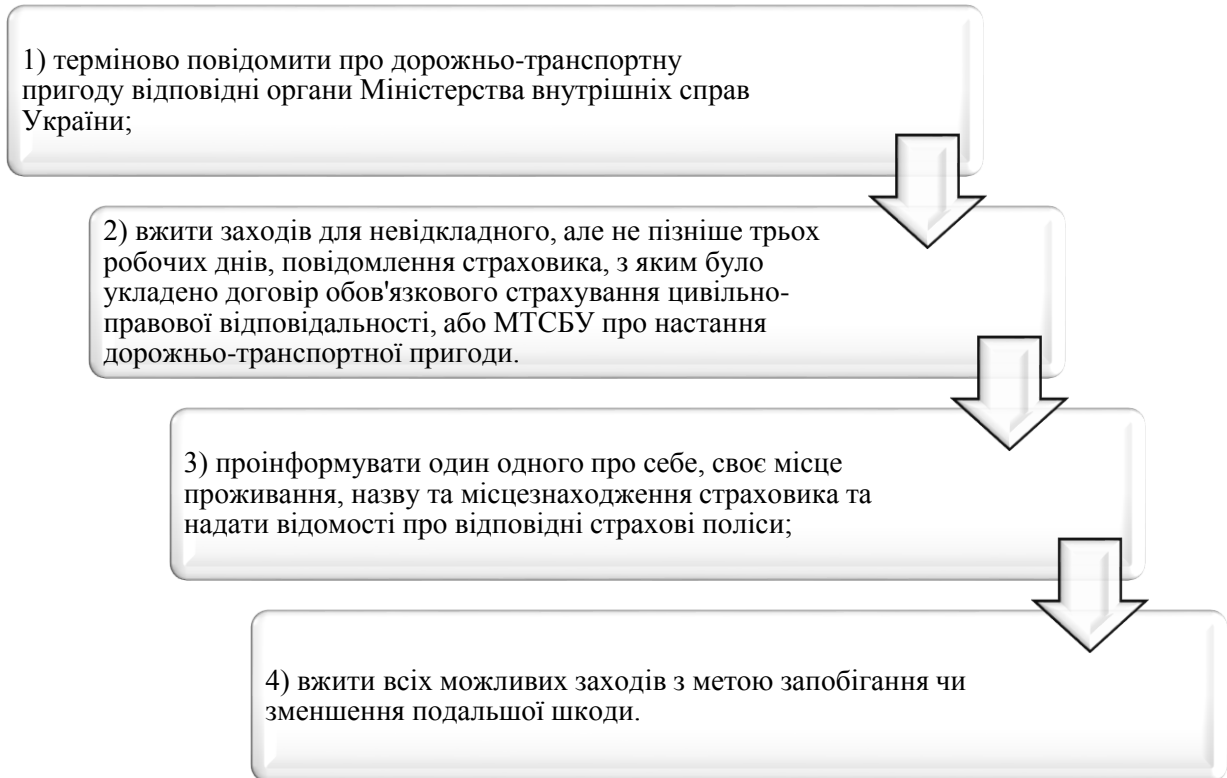 1) терміново повідомити про дорожньо-транспортну
пригоду відповідні органи Міністерства внутрішніх справ
України;
2) вжити заходів для невідкладного, але не пізніше трьох
робочих днів, повідомлення страховика, з яким було
укладено договір обов'язкового страхування цивільно-
правової відповідальності, або МТСБУ про настання
дорожньо-транспортної пригоди.
3) проінформувати один одного про себе, своє місце
проживання, назву та місцезнаходження страховика та
надати відомості про відповідні страхові поліси;
4) вжити всіх можливих заходів з метою запобігання чи
зменшення подальшої шкоди.